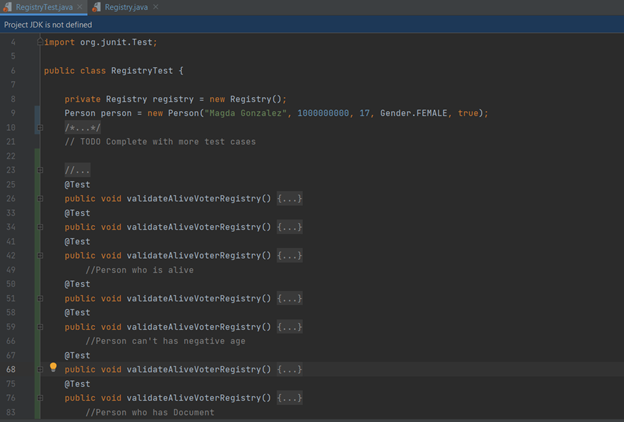 RegistryTest.java × Registry.java ×
Project JDK is not defined
4 import org.junit.Test;
5
6 public class RegistryTest {
7
8 private Registry registry = new Registry();
9 Person person = new Person("Magda Gonzalez", 1000000000, 17, Gender.FEMALE, true);
10 /*...*/
21 // TODO Complete with more test cases
22
23 //...
25 @Test
26 public void validateAliveVoterRegistry() {...}
33 @Test
34 public void validateAliveVoterRegistry() {...}
41 @Test
42 public void validateAliveVoterRegistry() {...}
49 //Person who is alive
50 @Test
51 public void validateAliveVoterRegistry() {...}
58 @Test
59 public void validateAliveVoterRegistry() {...}
66 //Person can't has negative age
67 @Test
68 public void validateAliveVoterRegistry() {...}
75 @Test
76 public void validateAliveVoterRegistry() {...}
83 //Person who has Document